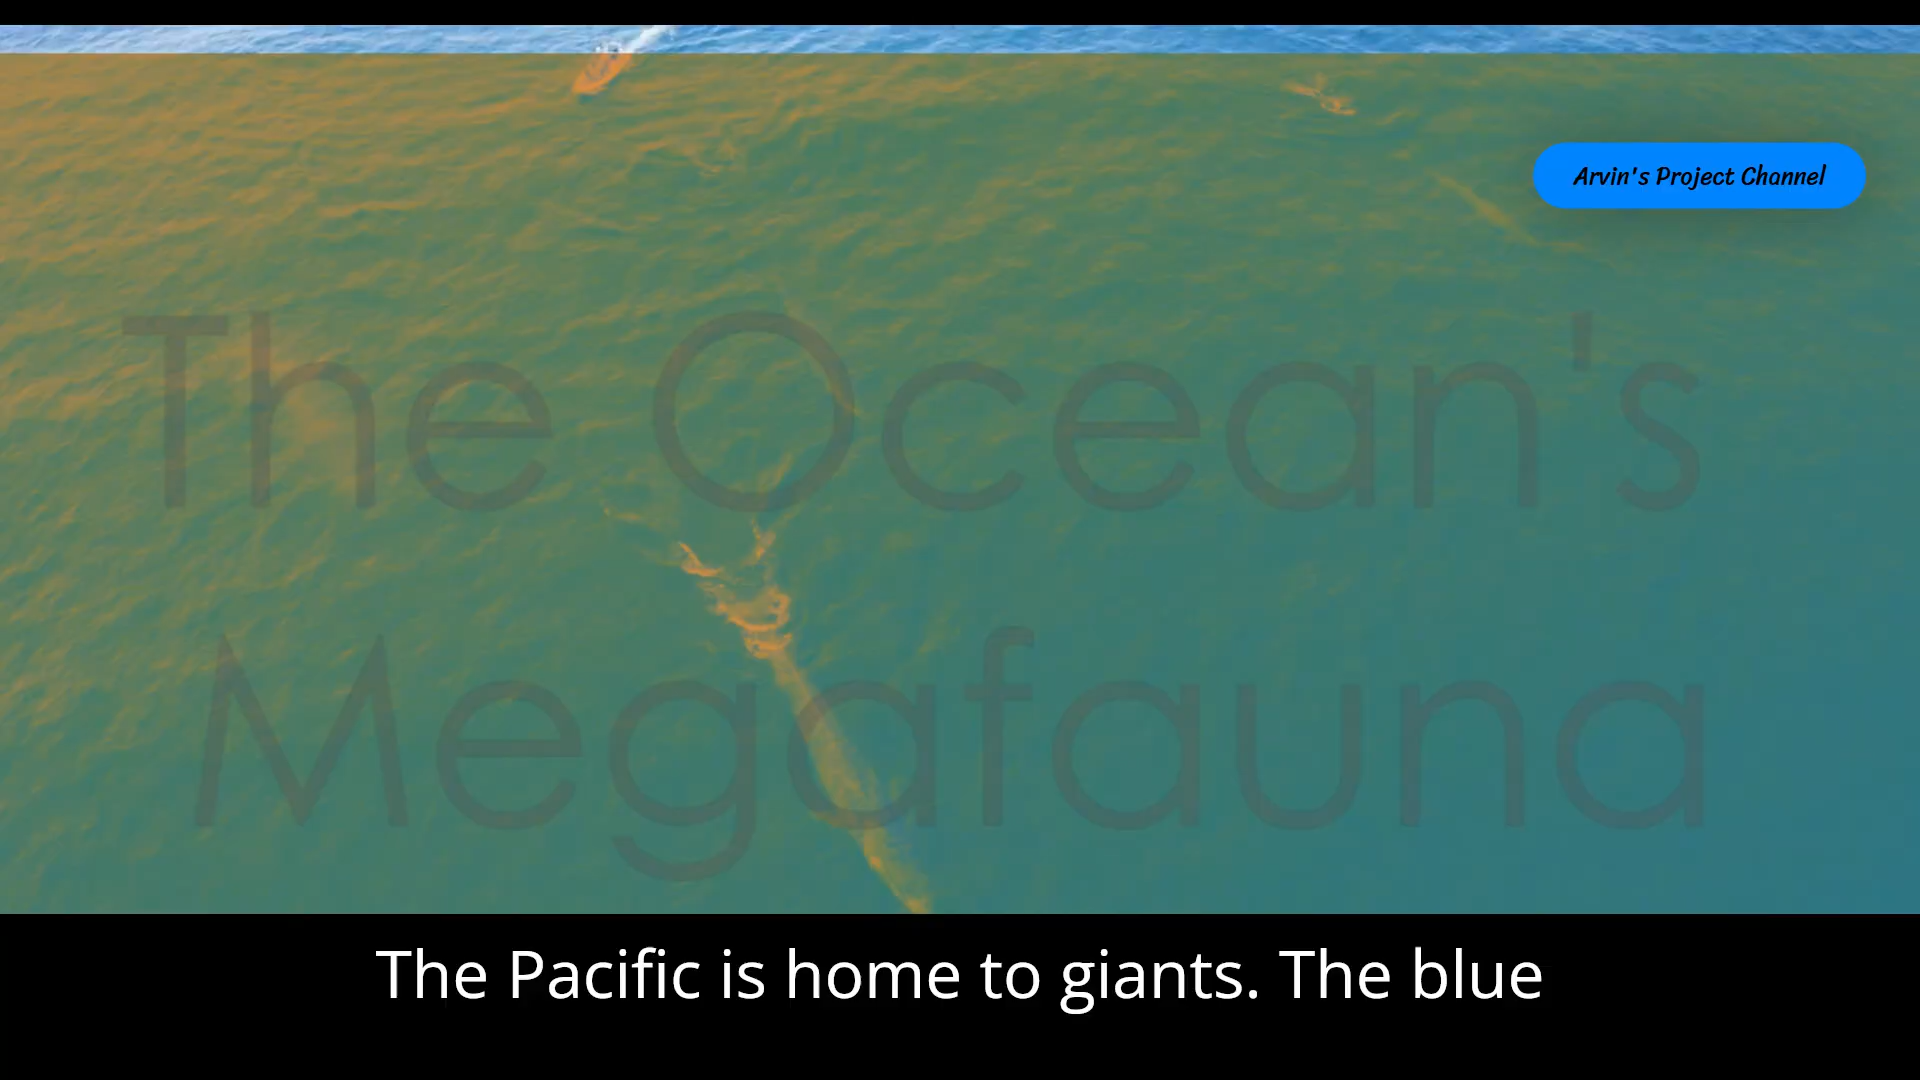 Arvin's Project Channel
The Ocean's
Megafauna
The Pacific is home to giants. The blue